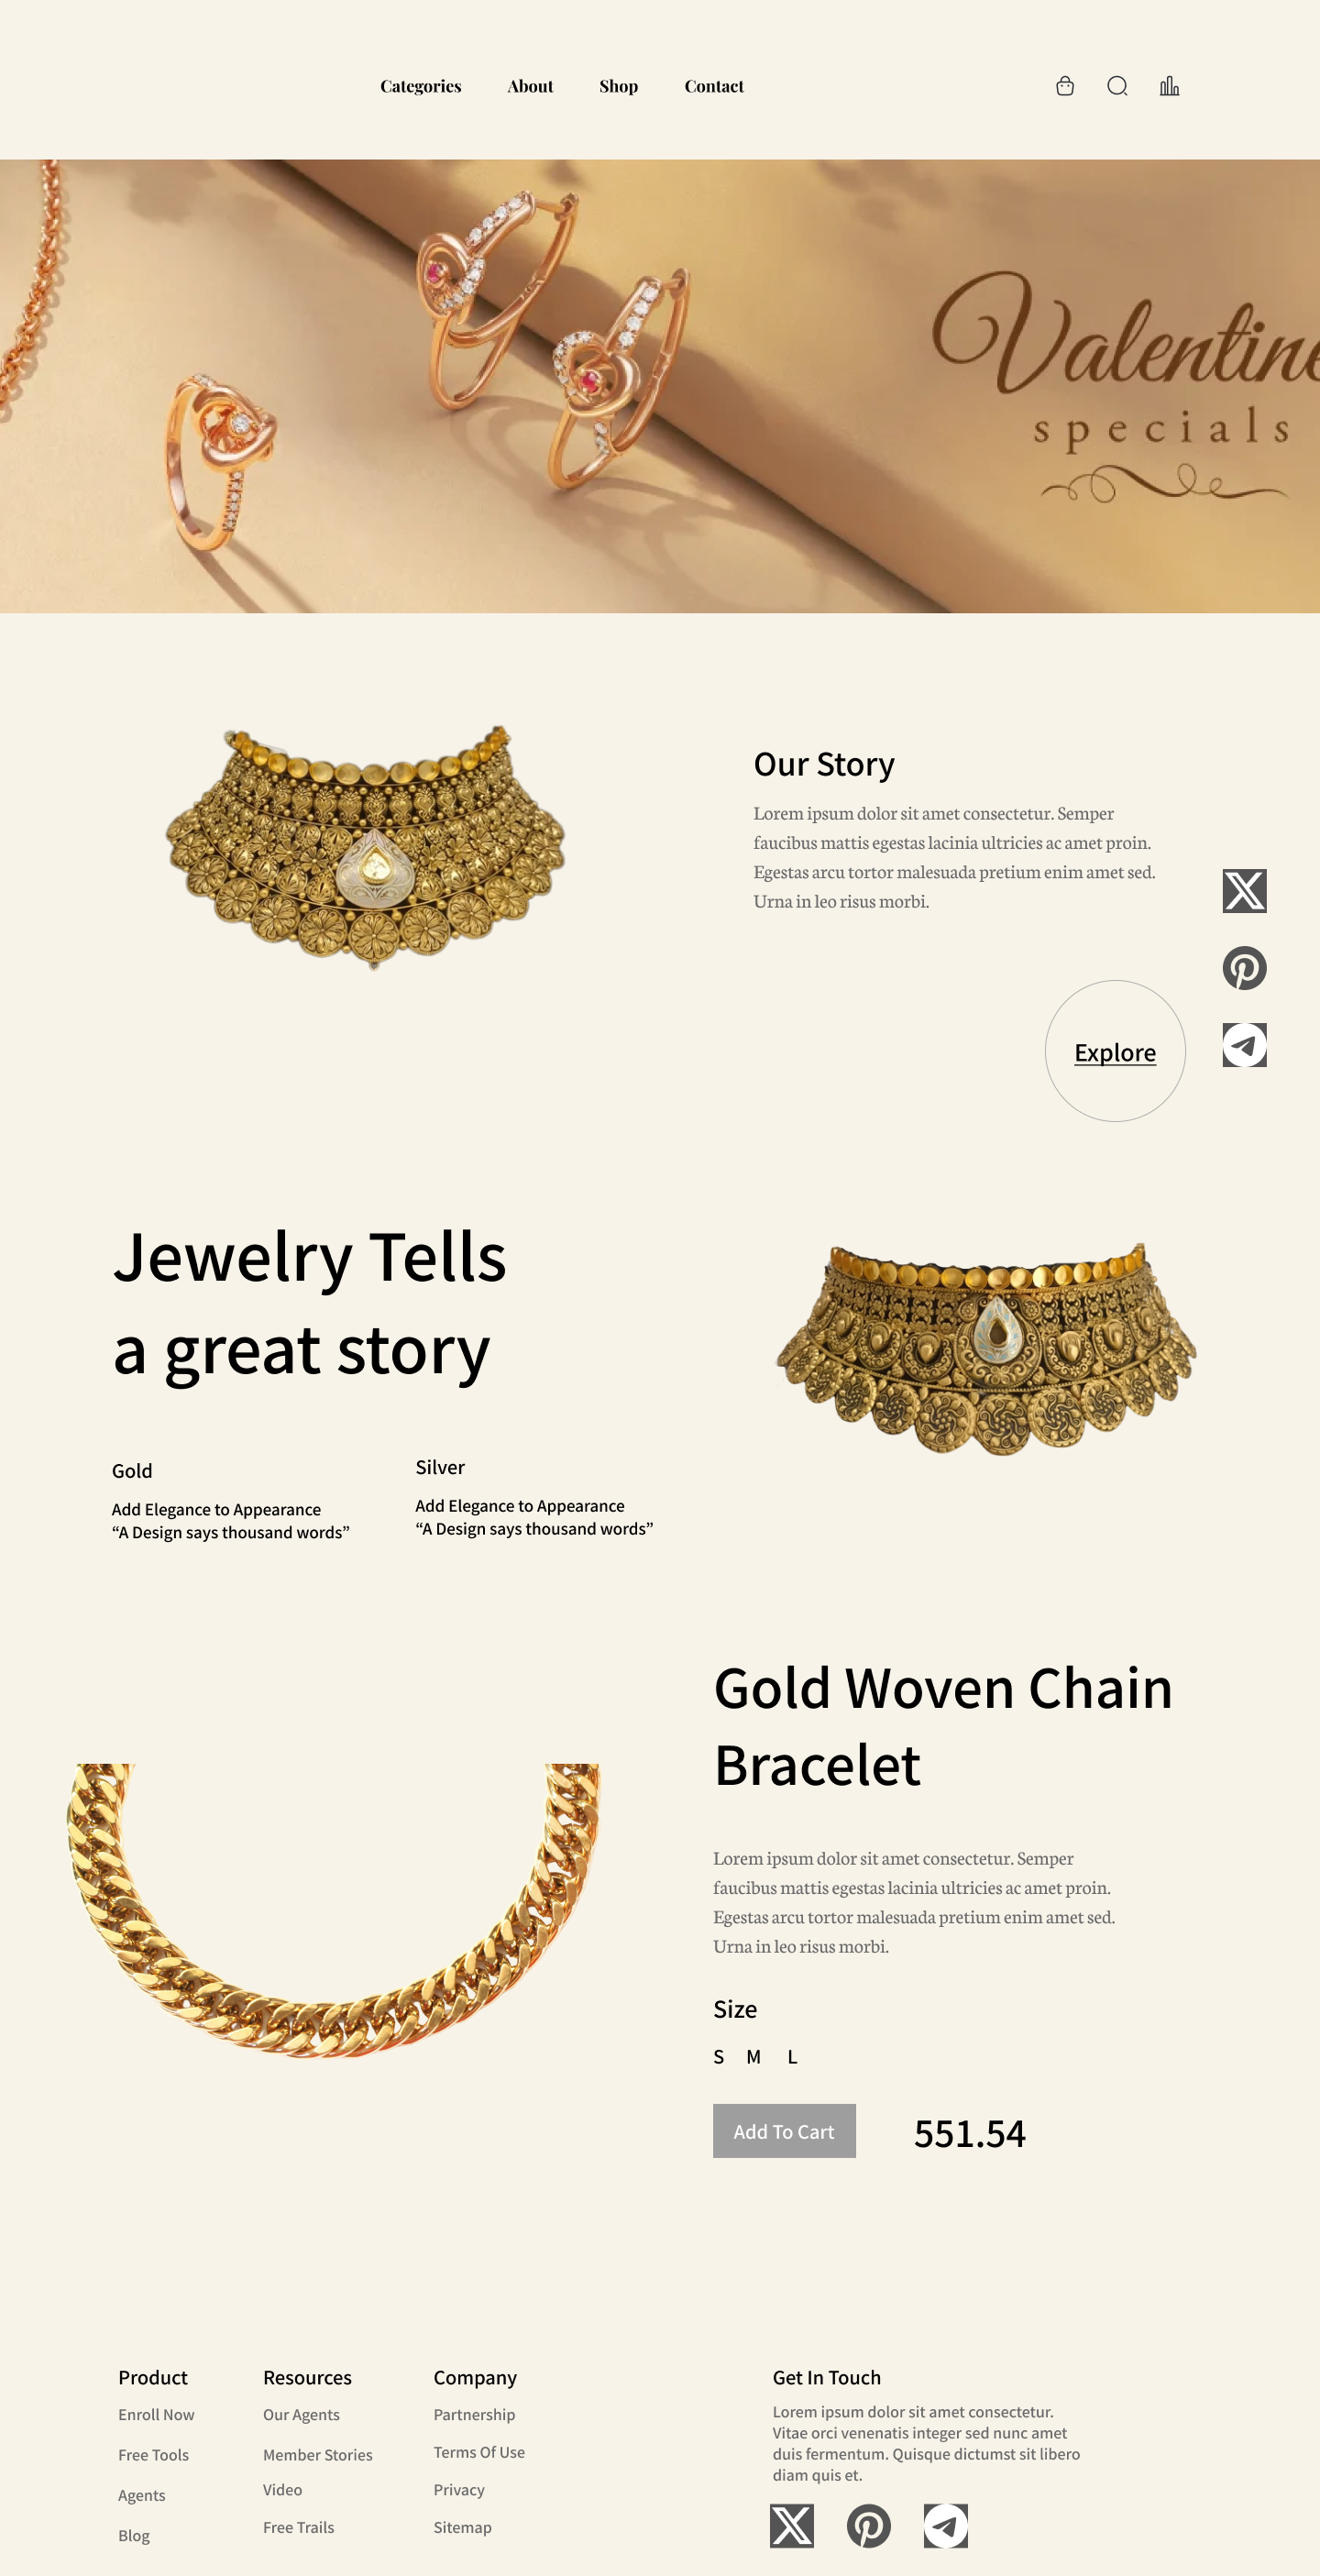 Categories About Shop Contact
Valentine
specials
Our Story
Lorem ipsum dolor sit amet consectetur. Semper
faucibus mattis egestas lacinia ultricies ac amet proin.
Egestas arcu tortor malesuada pretium enim amet sed.
Urna in leo risus morbi.
Explore
Jewelry Tells
a great story
Gold
Add Elegance to Appearance
“A Design says thousand words”
Silver
Add Elegance to Appearance
“A Design says thousand words”
Gold Woven Chain
Bracelet
Lorem ipsum dolor sit amet consectetur. Semper
faucibus mattis egestas lacinia ultricies ac amet proin.
Egestas arcu tortor malesuada pretium enim amet sed.
Urna in leo risus morbi.
Size
S M L
Add To Cart
551.54
Product
Enroll Now
Free Tools
Agents
Blog
Resources
Our Agents
Member Stories
Video
Free Trails
Company
Partnership
Terms Of Use
Privacy
Sitemap
Get In Touch
Lorem ipsum dolor sit amet consectetur.
Vitae orci venenatis integer sed nunc amet
duis fermentum. Quisque dictumst sit libero
diam quis et.